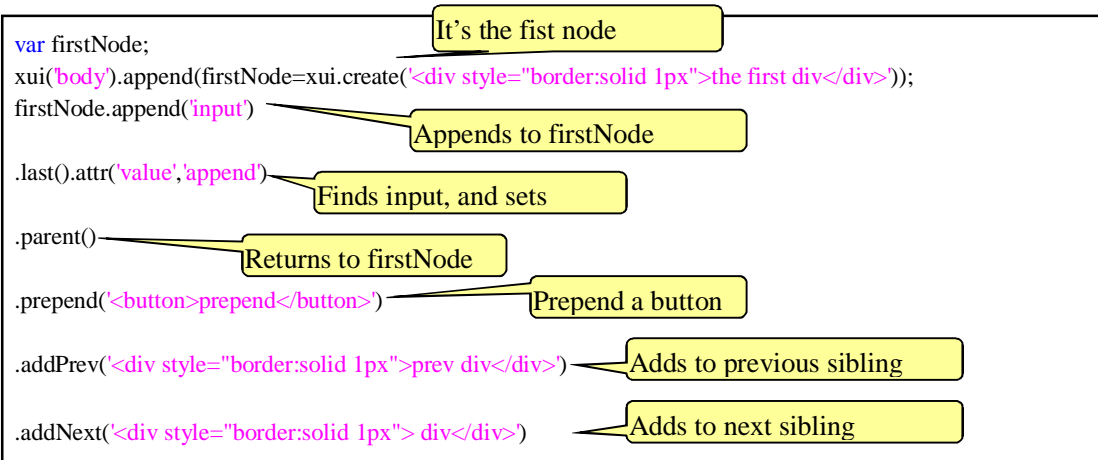 It's the fist node
var firstNode;
xui('body').append(firstNode=xui.create('<div style="border:solid 1px">the first div</div>'));
firstNode.append('input')
Appends to firstNode
.last().attr('value','append')
Finds input, and sets
.parent()
Returns to firstNode
.prepend('<button>prepend</button>')
Prepend a button
.addPrev('<div style="border:solid 1px">prev div</div>')
Adds to previous sibling
.addNext('<div style="border:solid 1px"> div</div>')
Adds to next sibling